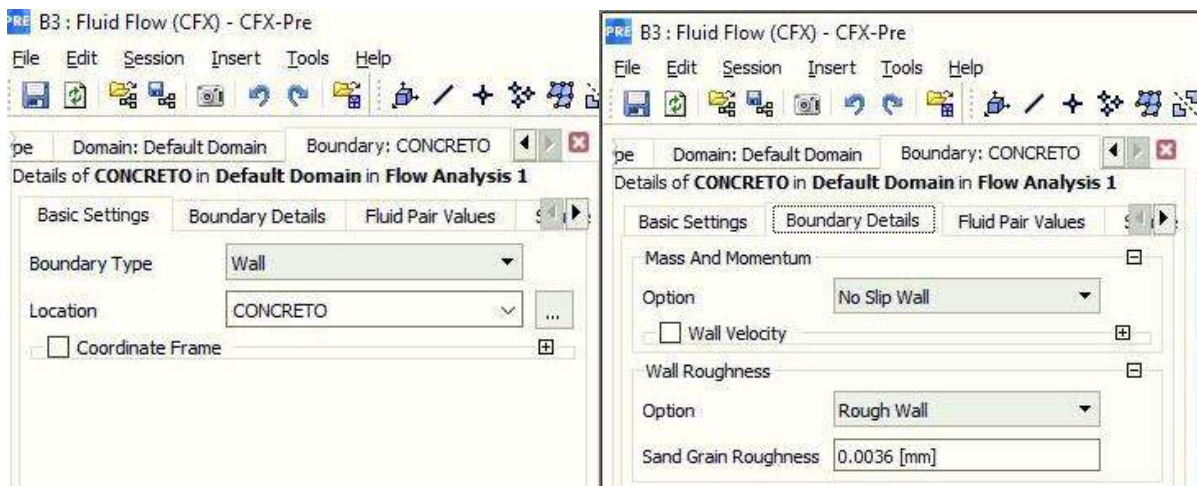 PRE B3 : Fluid Flow (CFX) - CFX-Pre
File Edit Session Insert Tools Help
pe Domain: Default Domain Boundary: CONCRETO
Details of CONCRETO in Default Domain in Flow Analysis 1
Basic Settings Boundary Details Fluid Pair Values
Boundary Type Wall
Location CONCRETO ...
Coordinate Frame
PRE B3 : Fluid Flow (CFX) - CFX-Pre
File Edit Session Insert Tools Help
pe Domain: Default Domain Boundary: CONCRETO
Details of CONCRETO in Default Domain in Flow Analysis 1
Basic Settings Boundary Details Fluid Pair Values
Mass And Momentum
Option No Slip Wall
Wall Velocity
Wall Roughness
Option Rough Wall
Sand Grain Roughness 0.0036 [mm]